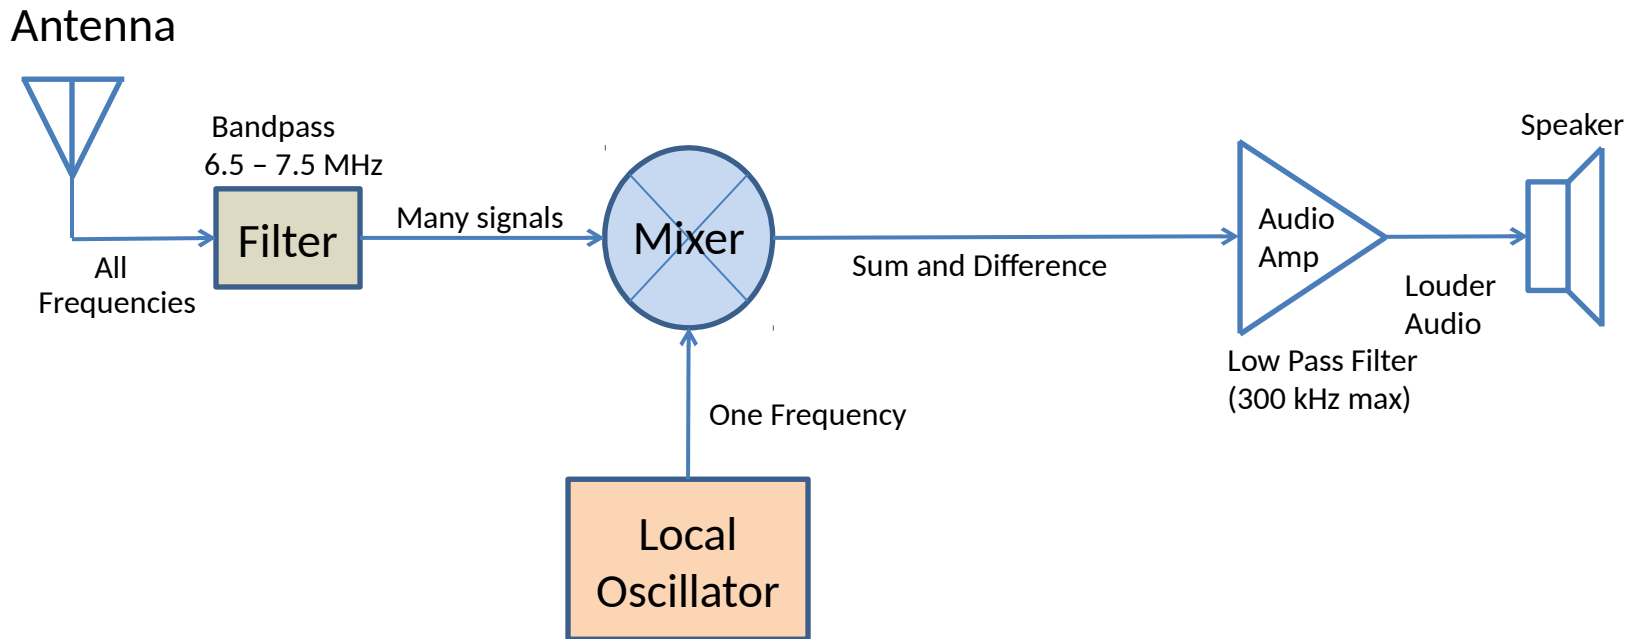 Antenna
Bandpass
6.5 – 7.5 MHz
Filter
All
Frequencies
Many signals
Mixer
Sum and Difference
One Frequency
Local
Oscillator
Audio
Amp
Low Pass Filter
(300 kHz max)
Louder
Audio
Speaker